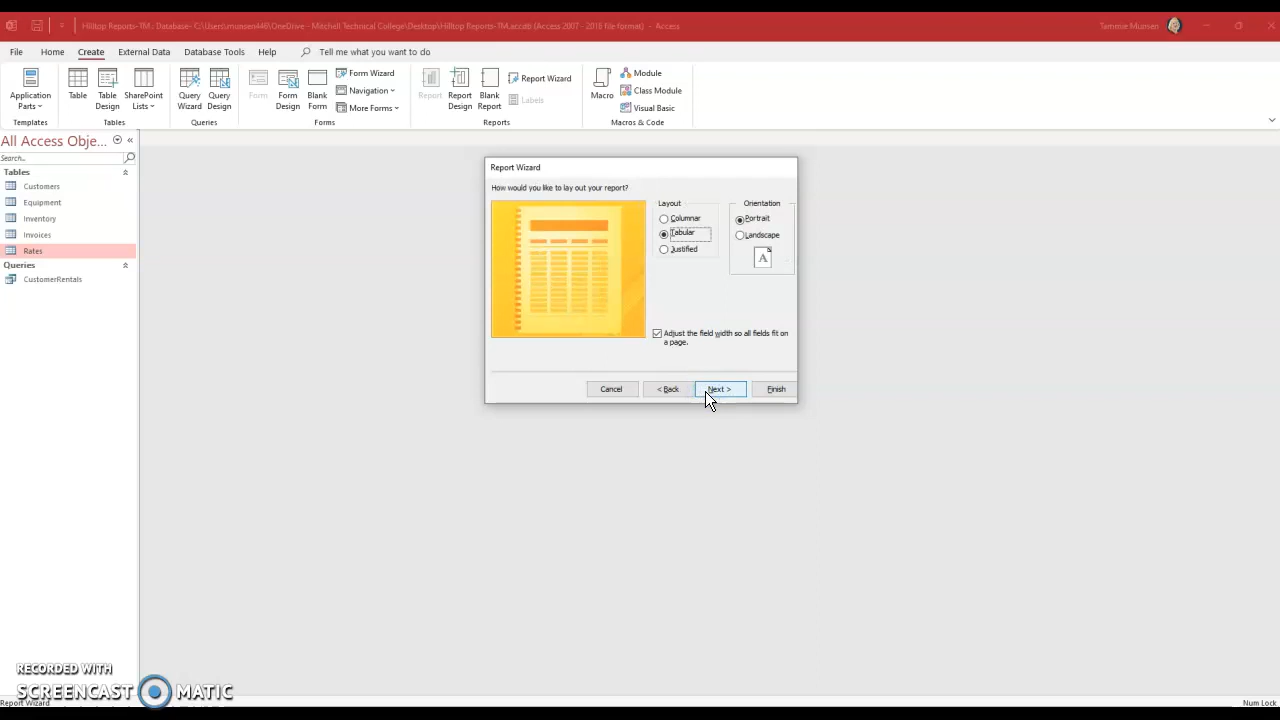 Hilltop Reports-TM : Database- C:\Users\munsen446\OneDrive - Mitchell Technical College\Desktop\Hilltop Reports-TM.accdb (Access 2007 - 2016 file format) - Access
Tammie Munsen
File Home Create External Data Database Tools Help Tell me what you want to do
Application Parts
Templates
Table
Table Design
SharePoint Lists
Tables
Query Wizard
Query Design
Queries
Form
Form Design
Blank Form
Form Wizard
Navigation
More Forms
Forms
Report
Report Design
Blank Report
Report Wizard
Labels
Reports
Macro
Module
Class Module
Visual Basic
Macros & Code
All Access Obje...
Search...
Tables
Customers
Equipment
Inventory
Invoices
Rates
Queries
CustomerRentals
Report Wizard
How would you like to lay out your report?
Layout
Columnar
Tabular
Justified
Orientation
Portrait
Landscape
A
Adjust the field width so all fields fit on
a page.
Cancel < Back Next > Finish
RECORDED WITH
SCREENCAST MATIC
Report Wizard
Num Lock